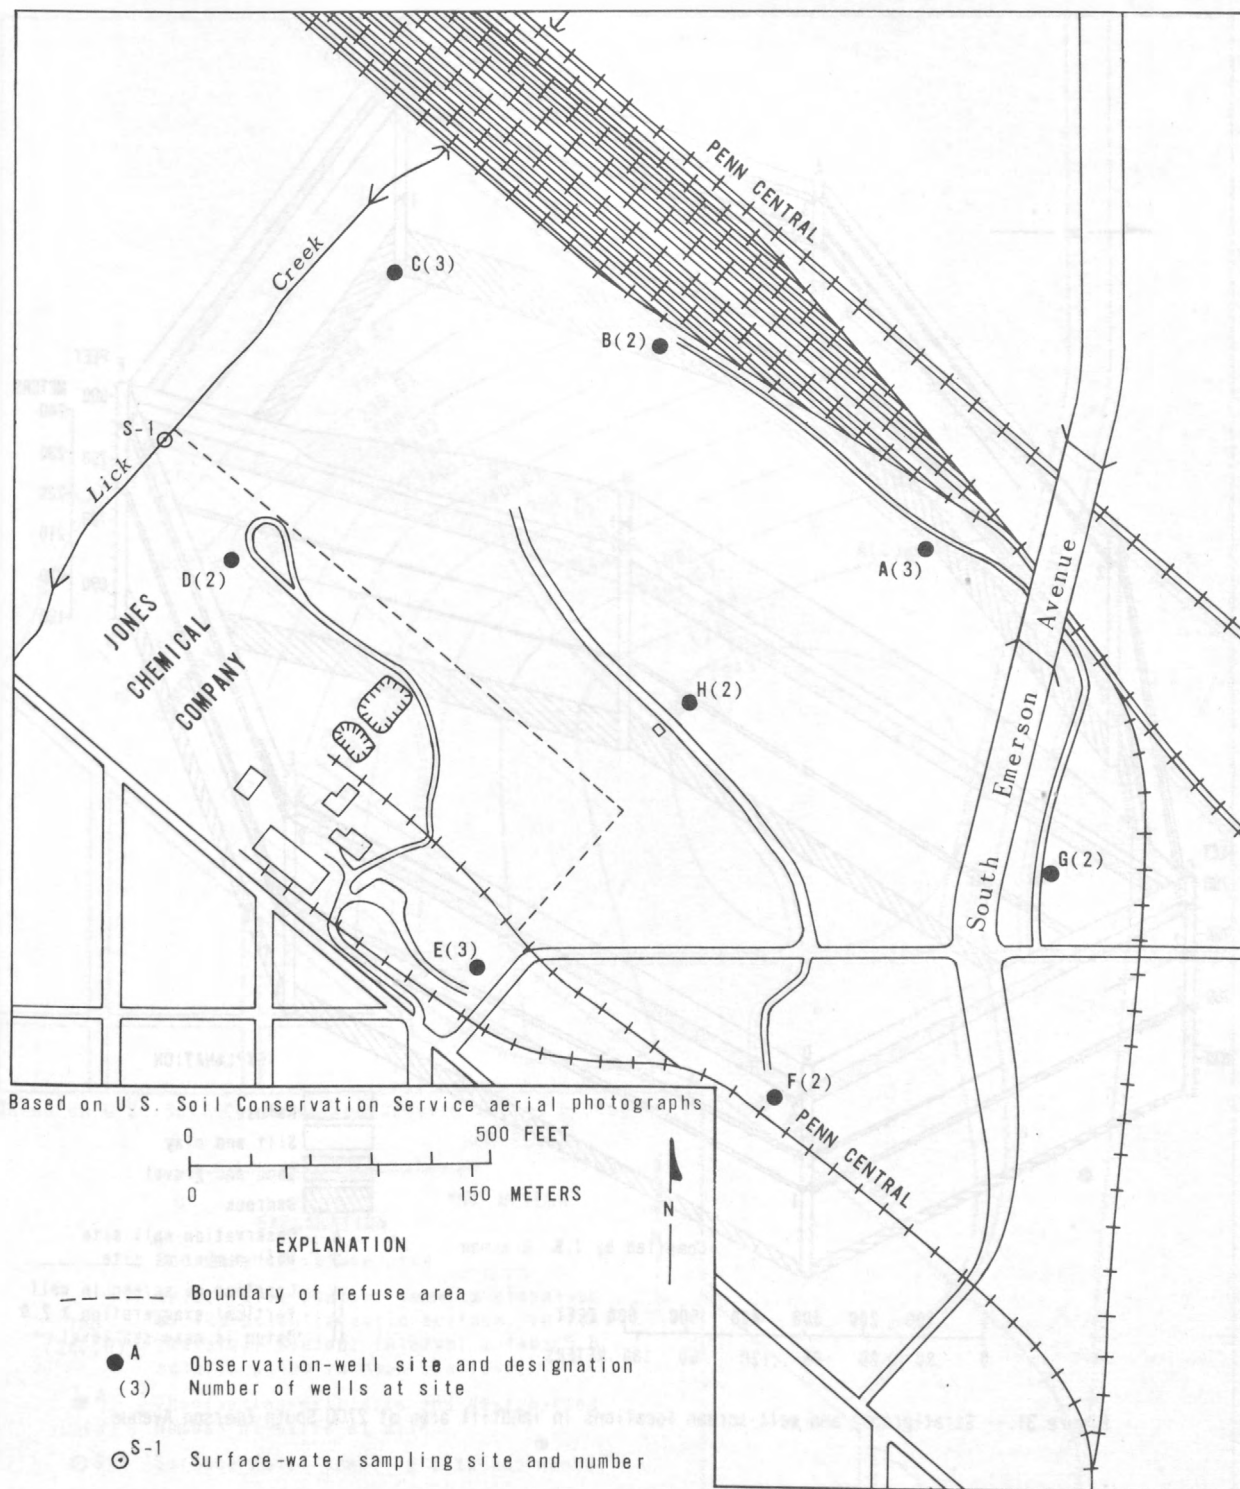 PENN CENTRAL
C(3)
Creek
B(2)
S-1
Lick
A(3)
D(2)
JONES
CHEMICAL
COMPANY
H(2)
South Emerson Avenue
G(2)
E(3)
F(2)
PENN CENTRAL
Based on U.S. Soil Conservation Service aerial photographs
0 500 FEET
0 150 METERS
N
EXPLANATION
Boundary of refuse area
A Observation-well site and designation
(3) Number of wells at site
S-1 Surface-water sampling site and number